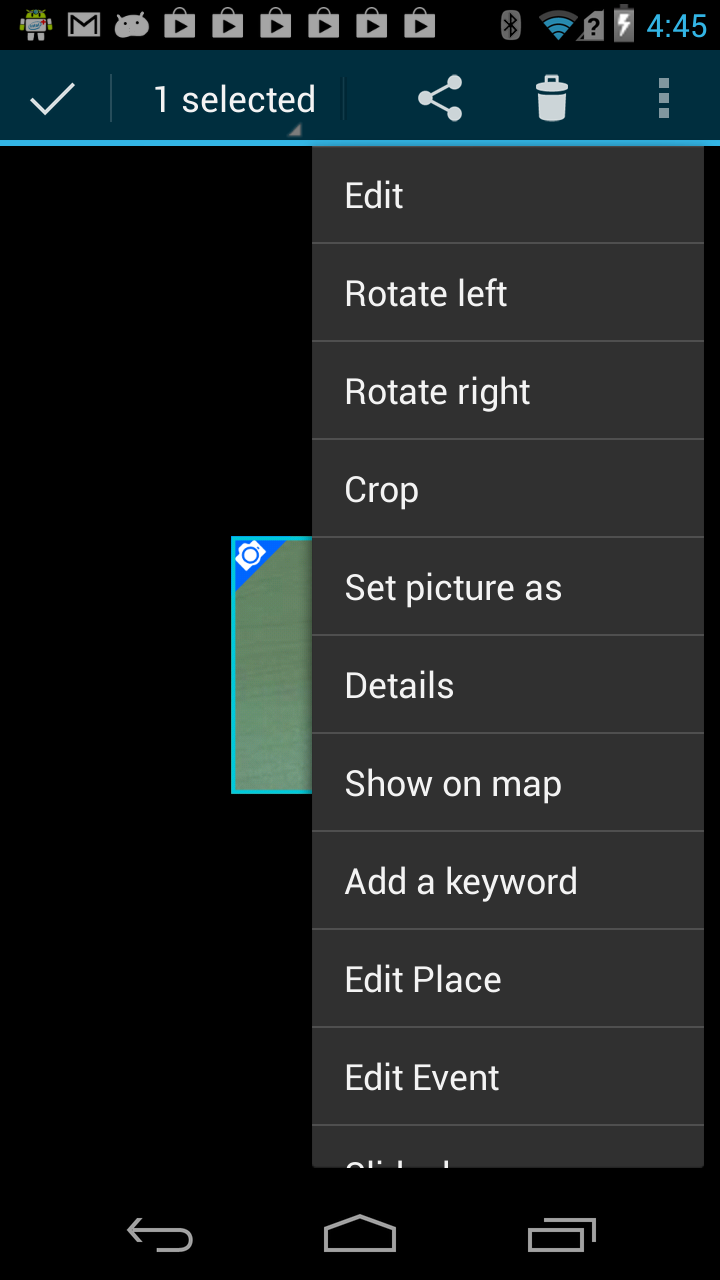 4:45
1 selected
Edit
Rotate left
Rotate right
Crop
Set picture as
Details
Show on map
Add a keyword
Edit Place
Edit Event